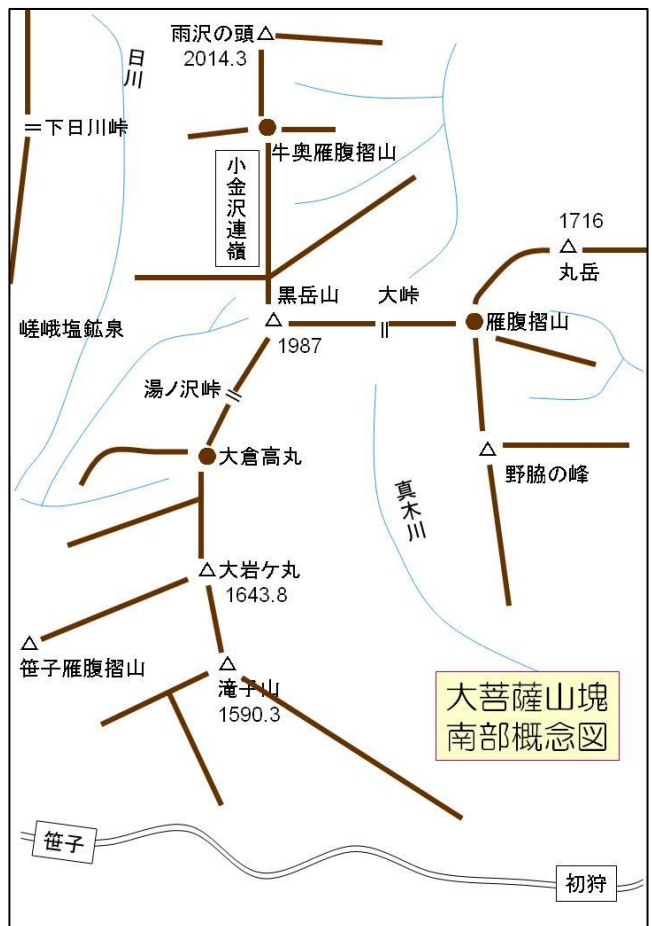 雨沢の頭
2014.3
日川
下日川峠
牛奥雁腹摺山
小金沢連嶺
1716
丸岳
黒岳山
1987
大峠
雁腹摺山
嵯峨塩鉱泉
湯ノ沢峠
大倉高丸
野脇の峰
真木川
大岩ケ丸
1643.8
笹子雁腹摺山
滝子山
1590.3
大菩薩山塊
南部概念図
笹子
初狩